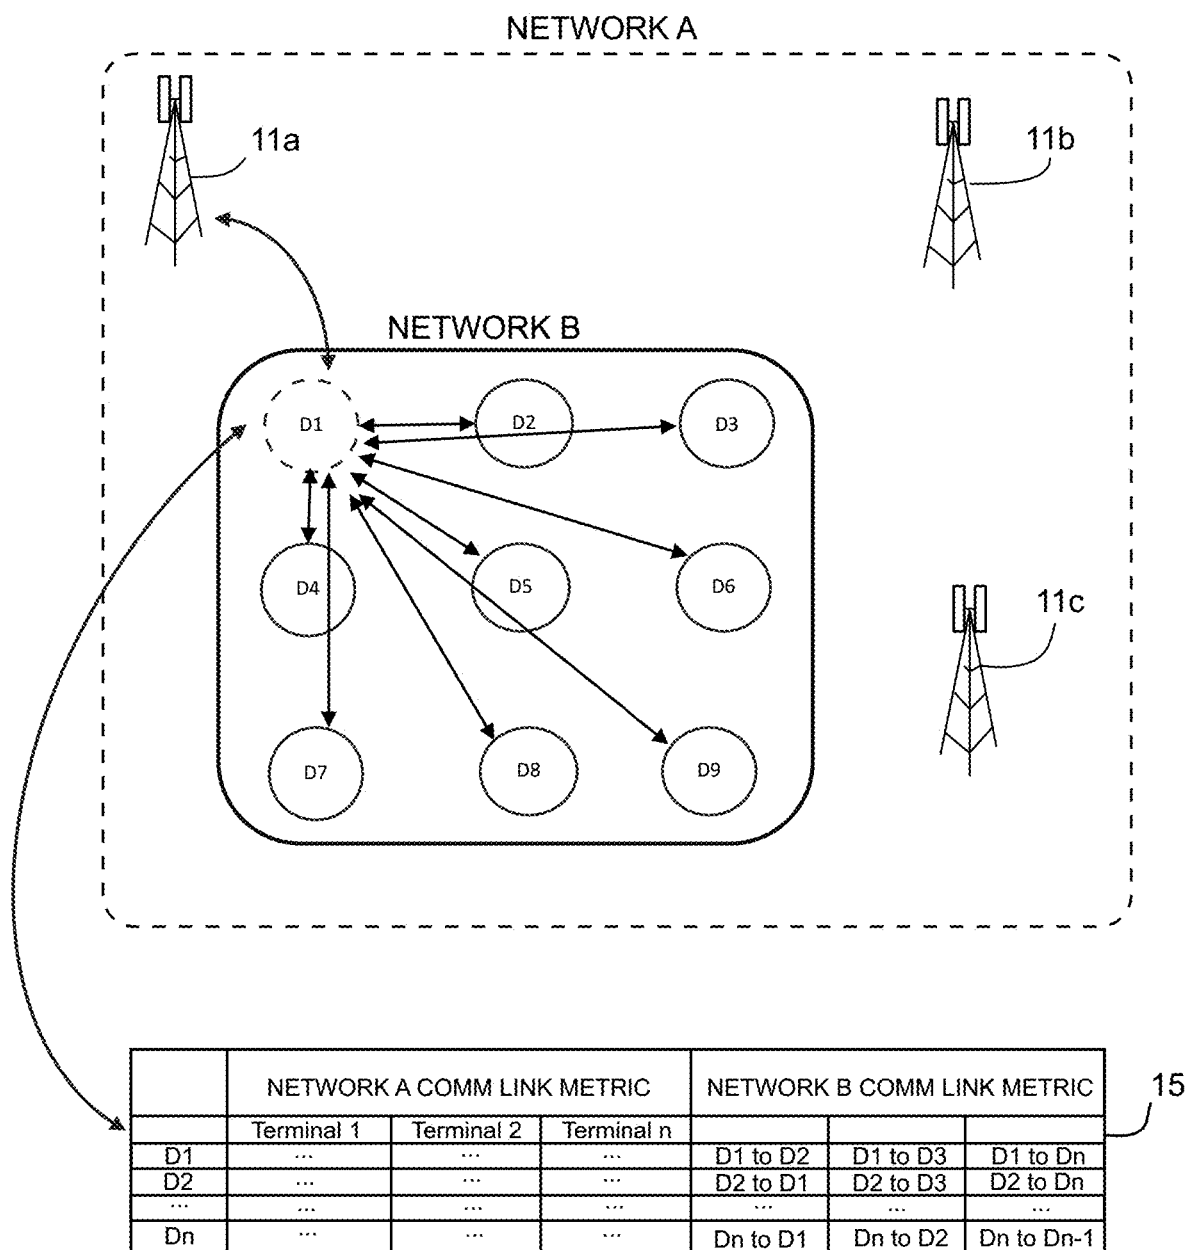 NETWORK A
11a
11b
NETWORK B
D1
D2
D3
D4
D5
D6
11c
D7
D8
D9
NETWORK A COMM LINK METRIC NETWORK B COMM LINK METRIC
15
Terminal 1 Terminal 2 Terminal n
D1 ... ... ... D1 to D2 D1 to D3 D1 to Dn
D2 ... ... ... D2 to D1 D2 to D3 D2 to Dn
... ... ... ... ... ... ...
Dn ... ... ... Dn to D1 Dn to D2 Dn to Dn-1